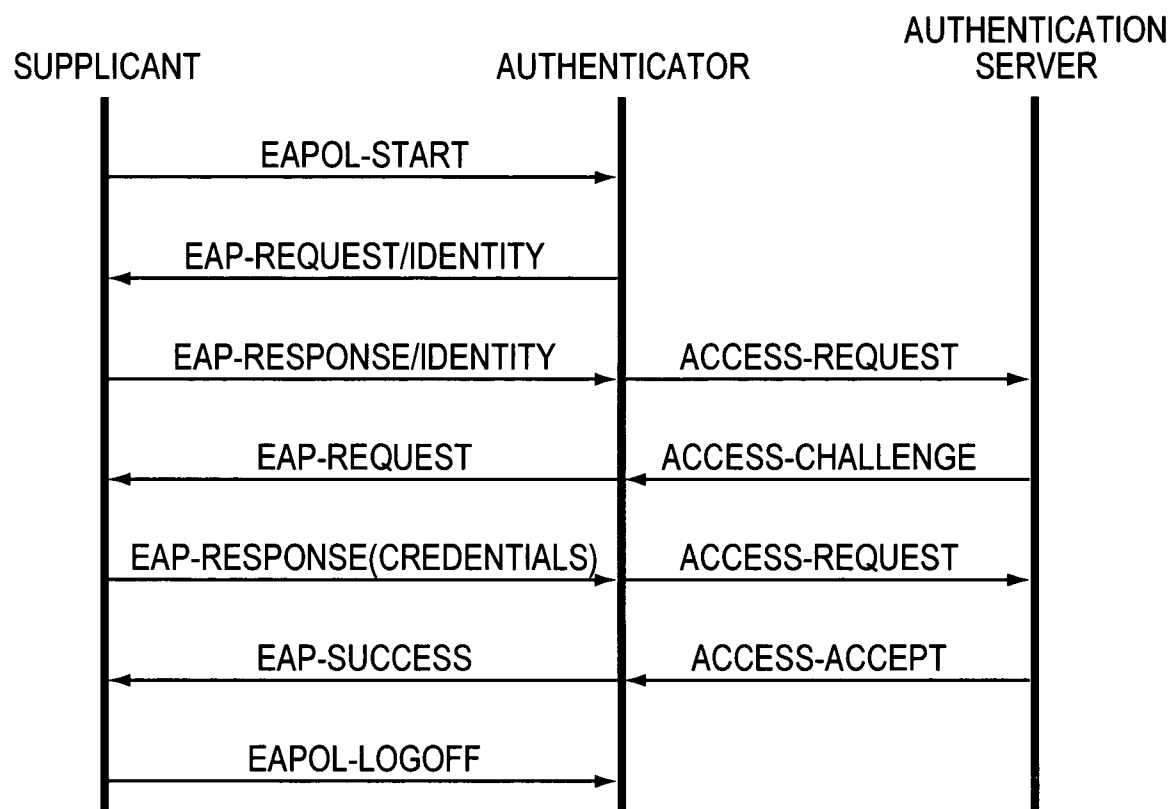 SUPPLICANT
AUTHENTICATOR
AUTHENTICATION
SERVER
EAPOL-START
EAP-REQUEST/IDENTITY
EAP-RESPONSE/IDENTITY
ACCESS-REQUEST
EAP-REQUEST
ACCESS-CHALLENGE
EAP-RESPONSE(CREDENTIALS)
ACCESS-REQUEST
EAP-SUCCESS
ACCESS-ACCEPT
EAPOL-LOGOFF